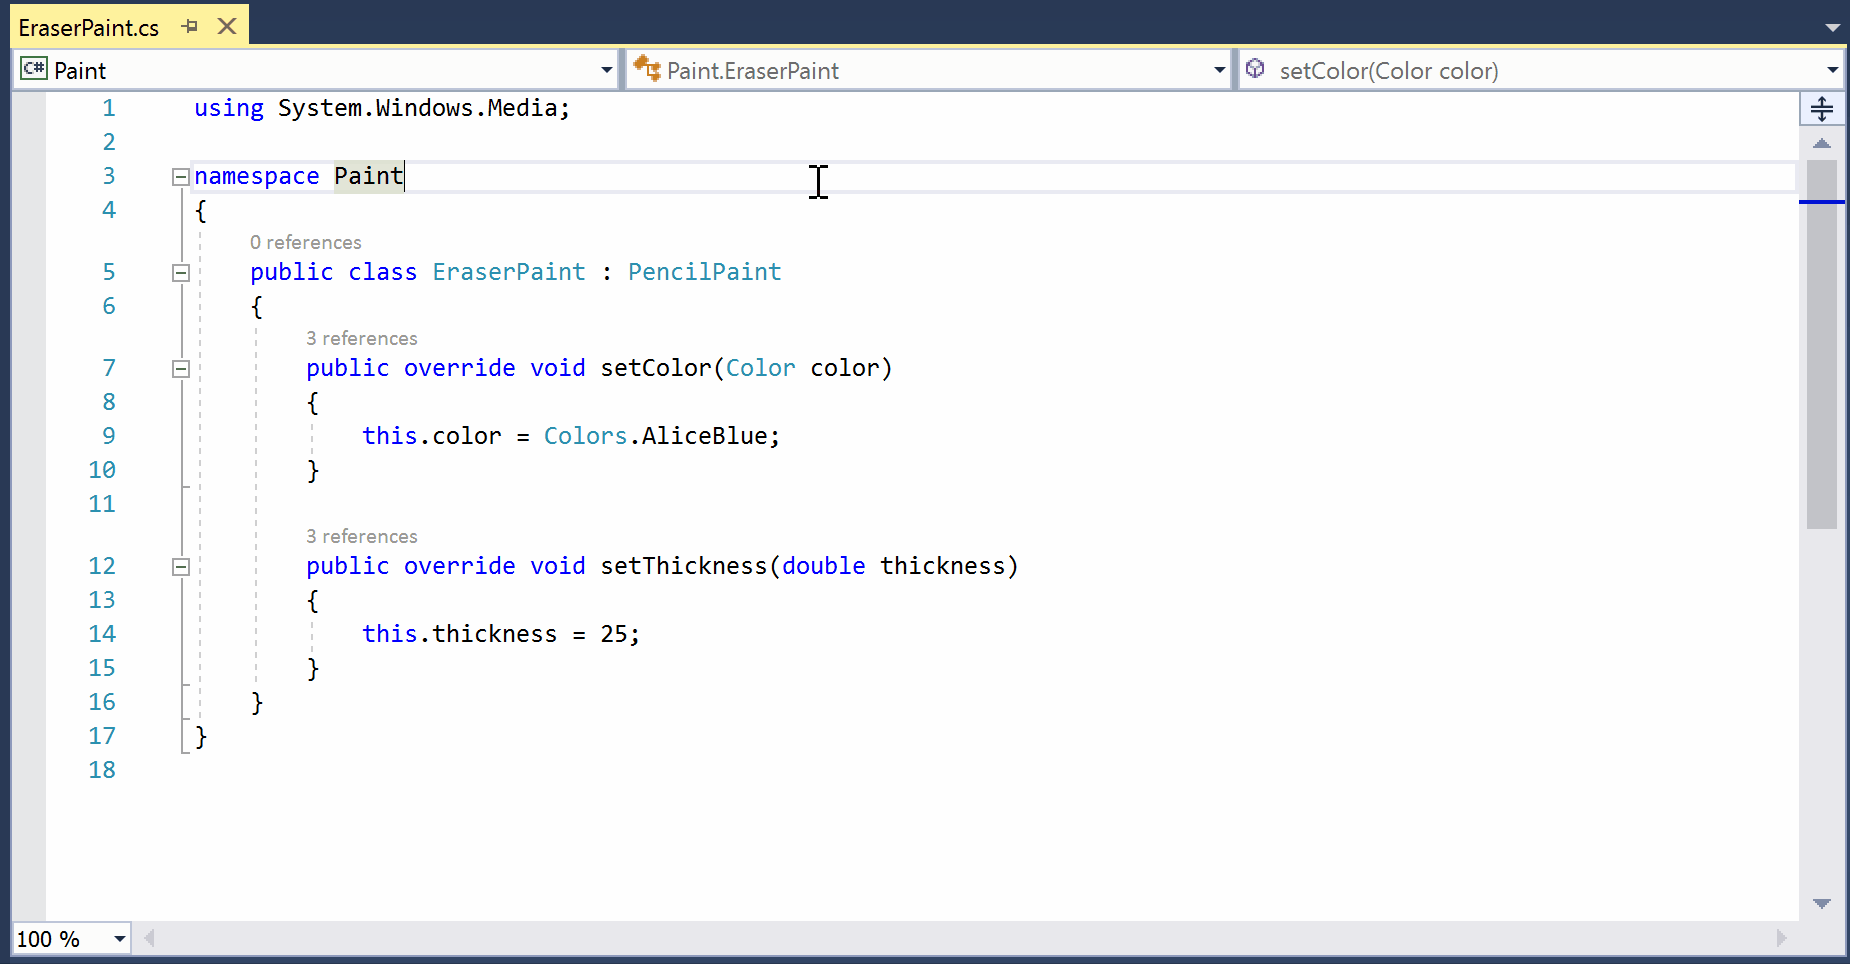 EraserPaint.cs
C# Paint
Paint.EraserPaint
setColor(Color color)
1 using System.Windows.Media;
2
3 namespace Paint
4 {
0 references
5 public class EraserPaint : PencilPaint
6 {
3 references
7 public override void setColor(Color color)
8 {
9 this.color = Colors.AliceBlue;
10 }
11
3 references
12 public override void setThickness(double thickness)
13 {
14 this.thickness = 25;
15 }
16 }
17 }
18
100 %